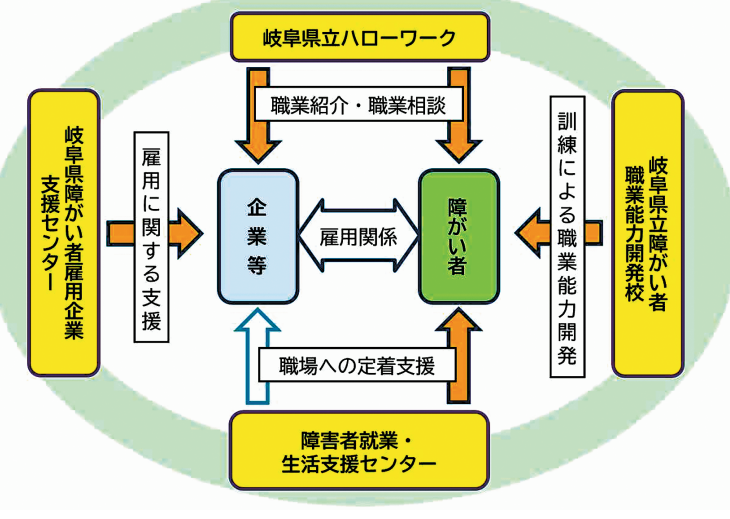 岐阜県立ハローワーク
職業紹介・職業相談
岐阜県障がい者雇用企業
支援センター
雇用に関する支援
企業等
雇用関係
障がい者
訓練による職業能力開発
岐阜県立障がい者
職業能力開発校
職場への定着支援
障害者就業・
生活支援センター